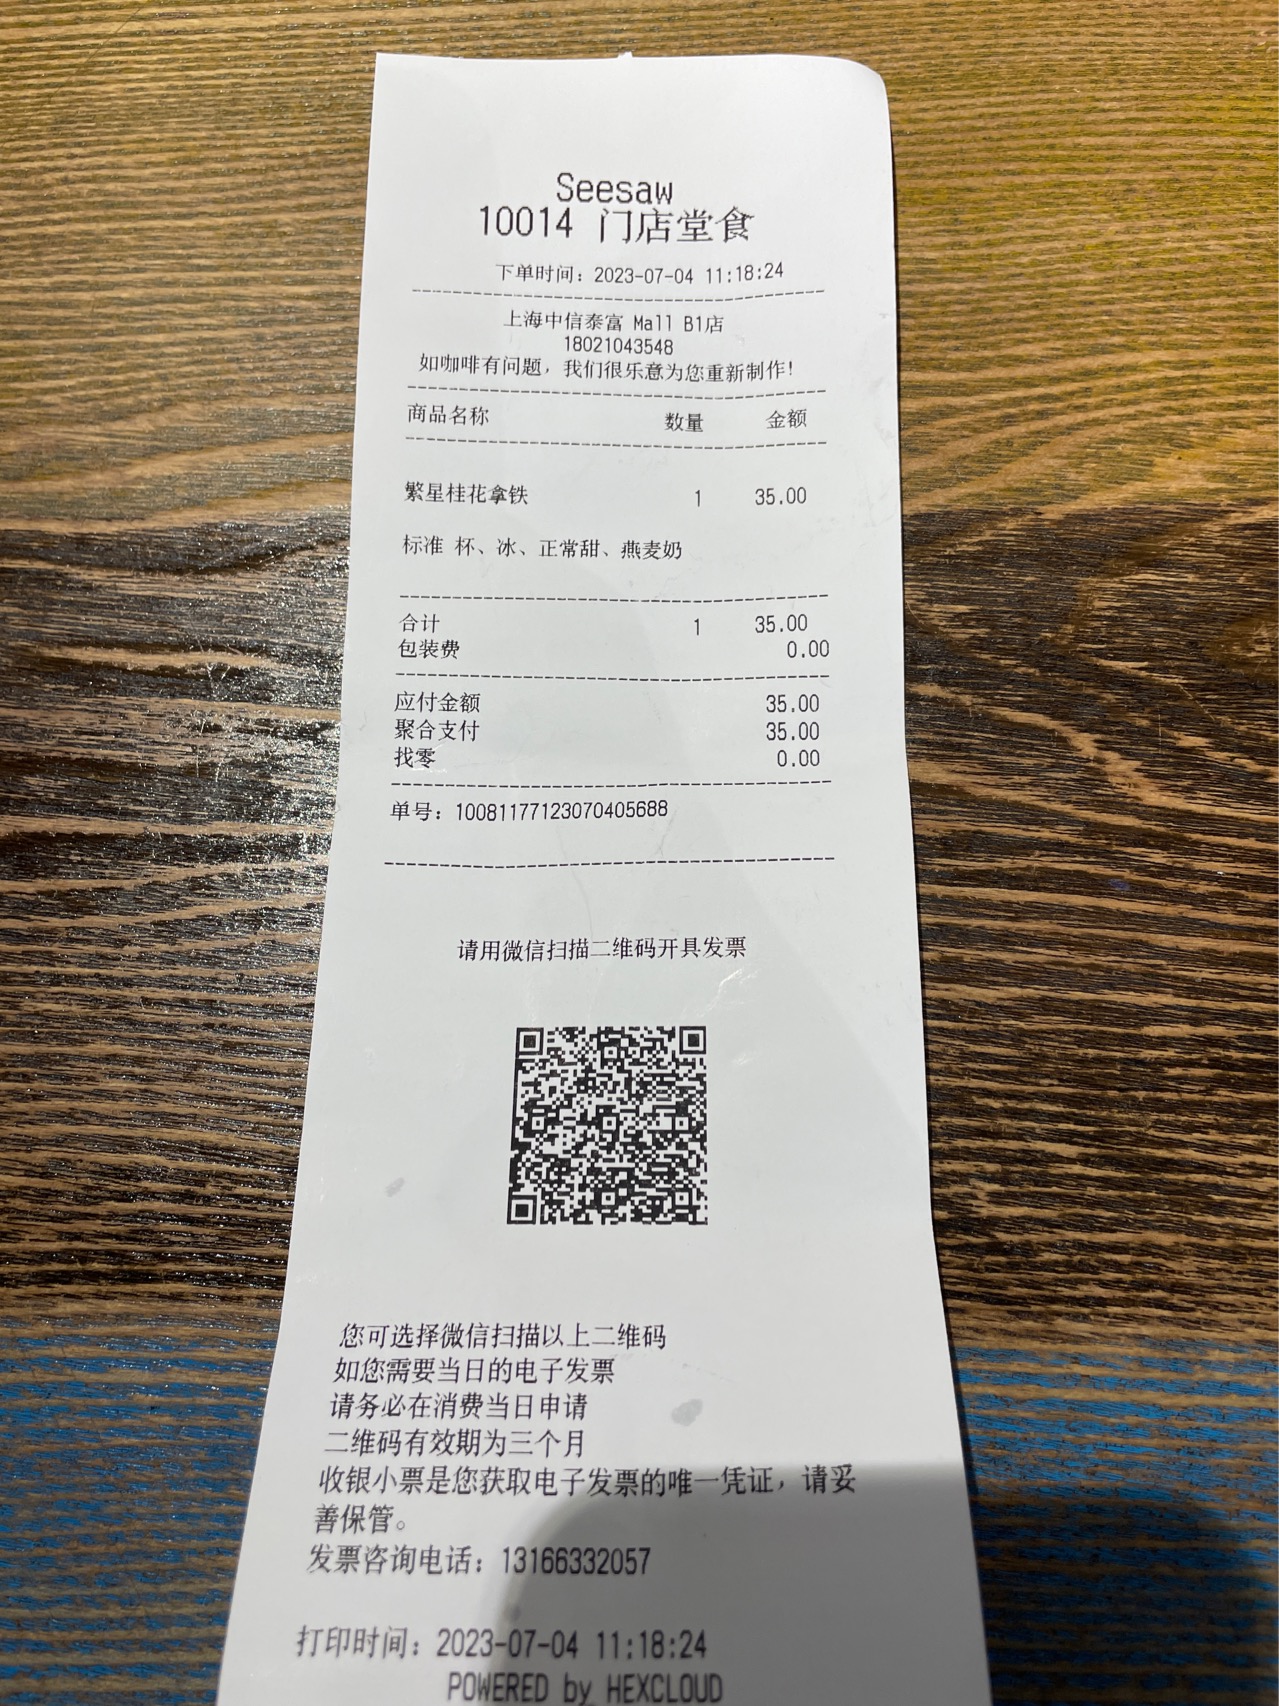 Seesaw
10014 门店堂食
下单时间：2023-07-04 11:18:24
上海中信泰富 Mall B1店
18021043548
如咖啡有问题，我们很乐意为您重新制作！
商品名称 数量 金额
繁星桂花拿铁 1 35.00
标准 杯、冰、正常甜、燕麦奶
合计 1 35.00
包装费 0.00
应付金额 35.00
聚合支付 35.00
找零 0.00
单号：10081177123070405688
请用微信扫描二维码开具发票
您可选择微信扫描以上二维码
如您需要当日的电子发票
请务必在消费当日申请
二维码有效期为三个月
收银小票是您获取电子发票的唯一凭证，请妥
善保管。
发票咨询电话：13166332057
打印时间：2023-07-04 11:18:24
POWERED by HEXCLOUD